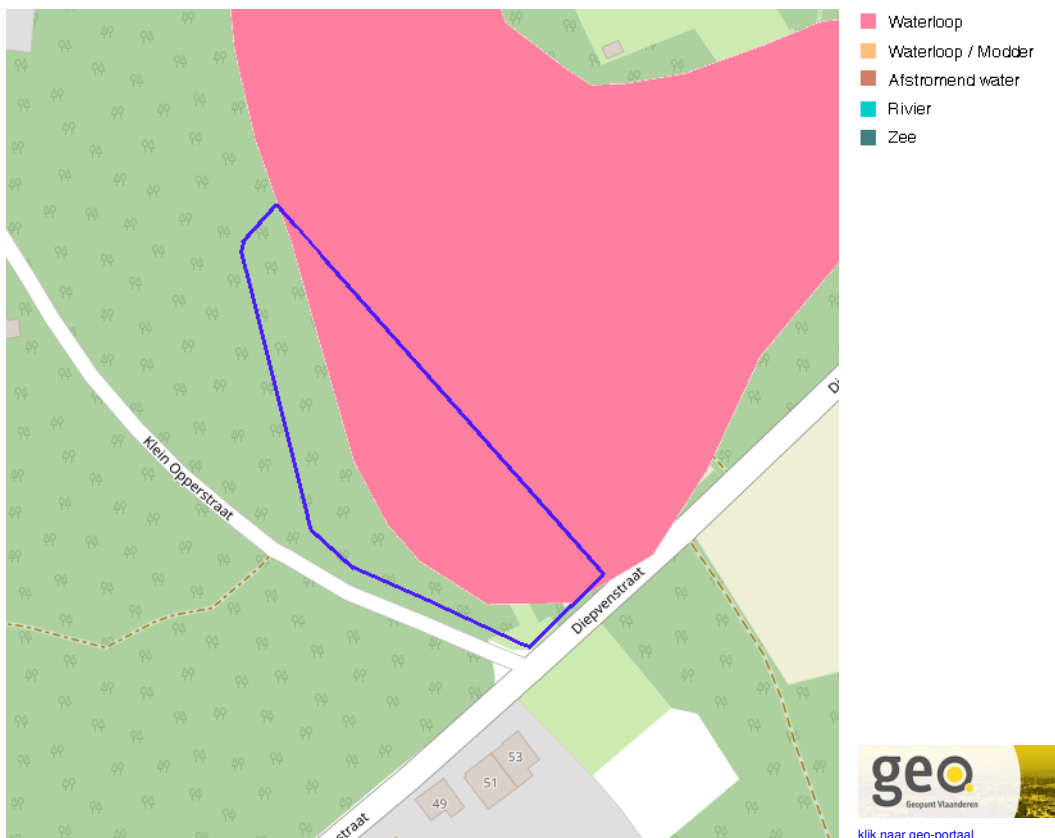 Waterloop
Waterloop / Modder
Afstromend water
Rivier
Zee
Di
Klein Opperstraat
Diepvenstraat
53
51
49
straat
geo.
Geopunt Vlaanderen
klik naar geo-portaal